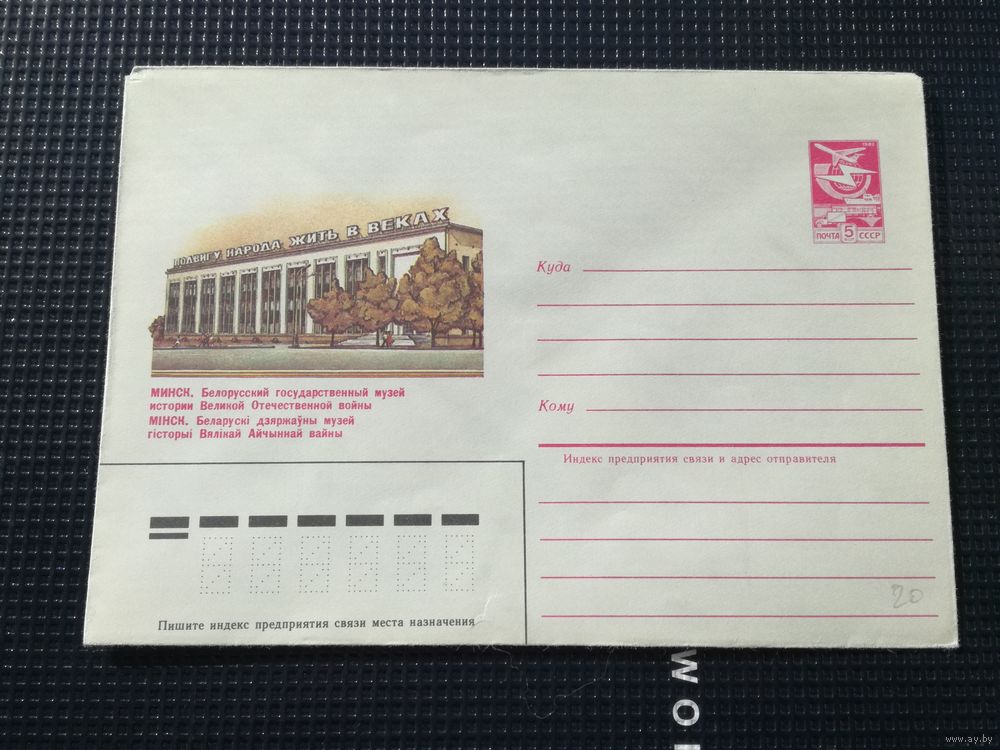 1982
ПОЧТА 5 СССР
ПОДВИГУ НАРОДА ЖИТЬ В ВЕКАХ
Куда
МИНСК. Белорусский государственный музей
истории Великой Отечественной войны
МІНСК. Беларускі дзяржаўны музей
гісторыі Вялікай Айчыннай вайны
Кому
Индекс предприятия связи и адрес отправителя
20
Пишите индекс предприятия связи места назначения
WO
www.ay.by